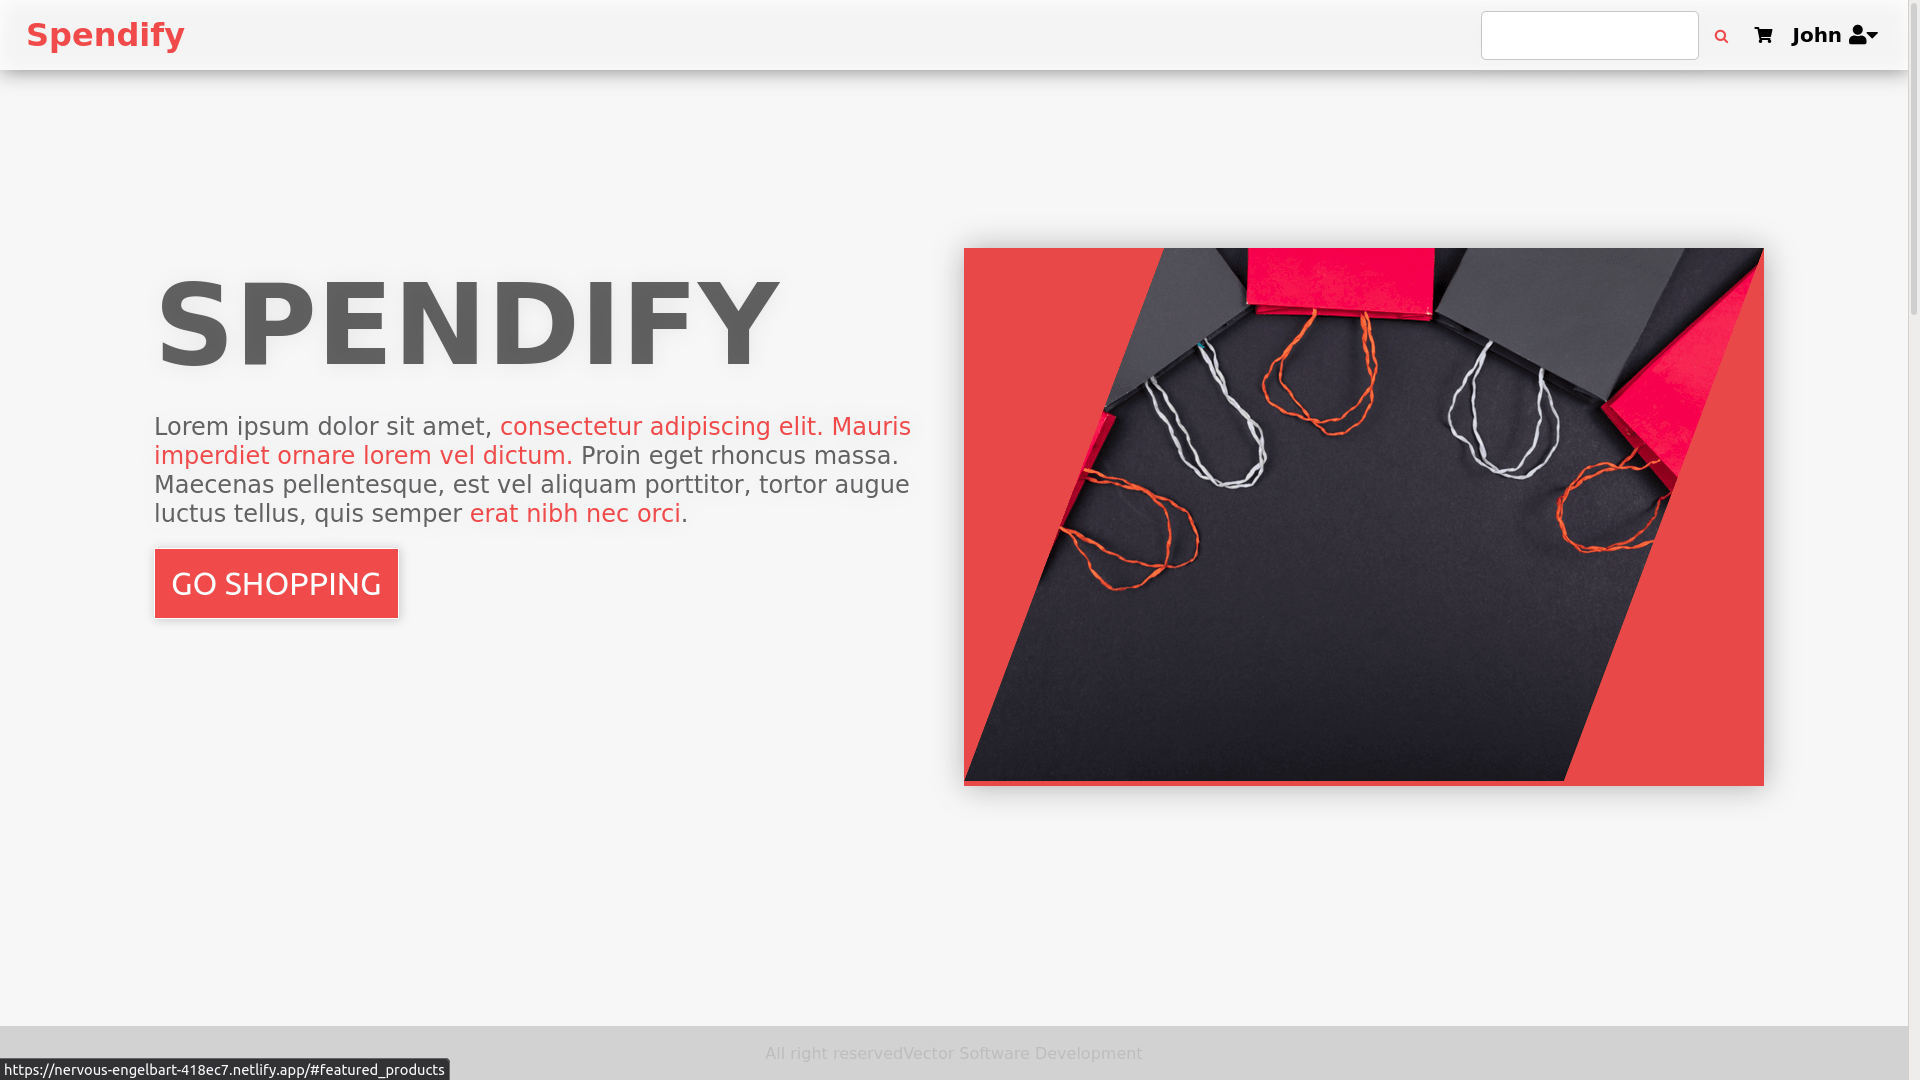 Spendify
John
SPENDIFY
Lorem ipsum dolor sit amet, consectetur adipiscing elit. Mauris
imperdiet ornare lorem vel dictum. Proin eget rhoncus massa.
Maecenas pellentesque, est vel aliquam porttitor, tortor augue
luctus tellus, quis semper erat nibh nec orci.
GO SHOPPING
All right reservedVector Software Development
https://nervous-engelbart-418ec7.netlify.app/#featured_products